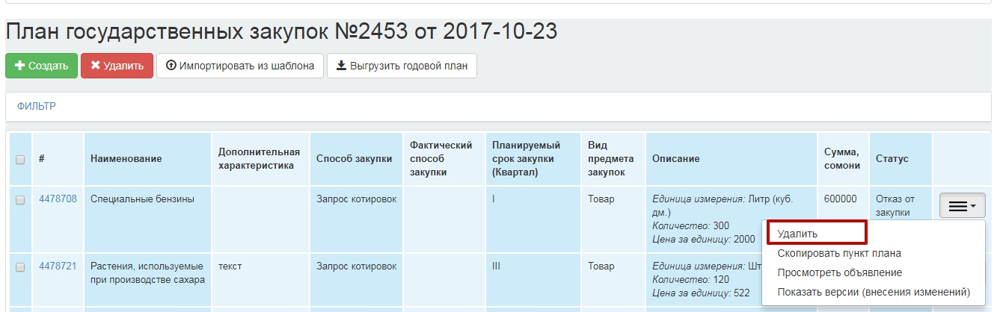 План государственных закупок №2453 от 2017-10-23
Создать
Удалить
Импортировать из шаблона
Выгрузить годовой план
ФИЛЬТР
#
Наименование
Дополнительная
характеристика
Способ закупки
Фактический
способ
закупки
Планируемый
срок закупки
(Квартал)
Вид
предмета
закупок
Описание
Сумма,
сомони
Статус
4478708
Специальные бензины
Запрос котировок
I
Товар
Единица измерения: Литр (куб.
дм.)
Количество: 300
Цена за единицу: 2000
600000
Отказ от
закупки
Удалить
Скопировать пункт плана
Просмотреть объявление
Показать версии (внесения изменений)
4478721
Растения, используемые
при производстве сахара
текст
Запрос котировок
III
Товар
Единица измерения: Шт
Количество: 120
Цена за единицу: 522